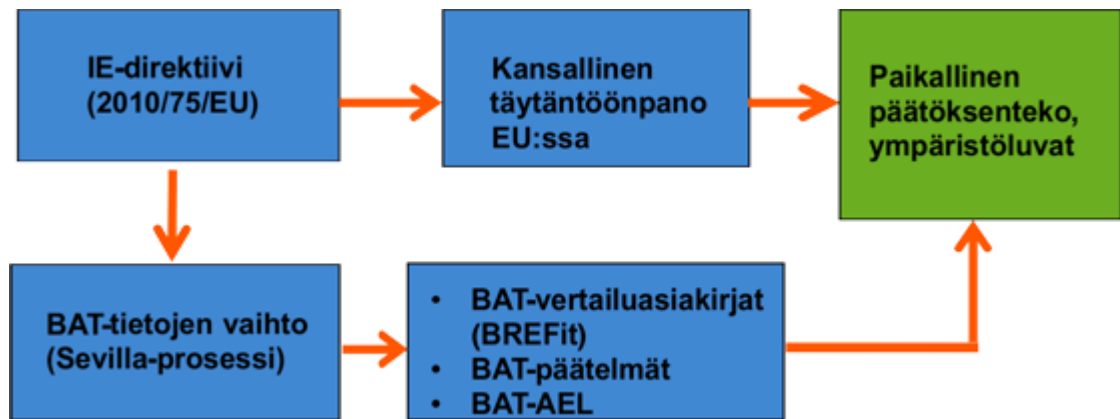 IE-direktiivi
(2010/75/EU)
Kansallinen
täytäntöönpano
EU:ssa
Paikallinen
päätöksenteko,
ympäristöluvat
BAT-tietojen vaihto
(Sevilla-prosessi)
• BAT-vertailuasiakirjat
(BREFit)
• BAT-päätelmät
• BAT-AEL